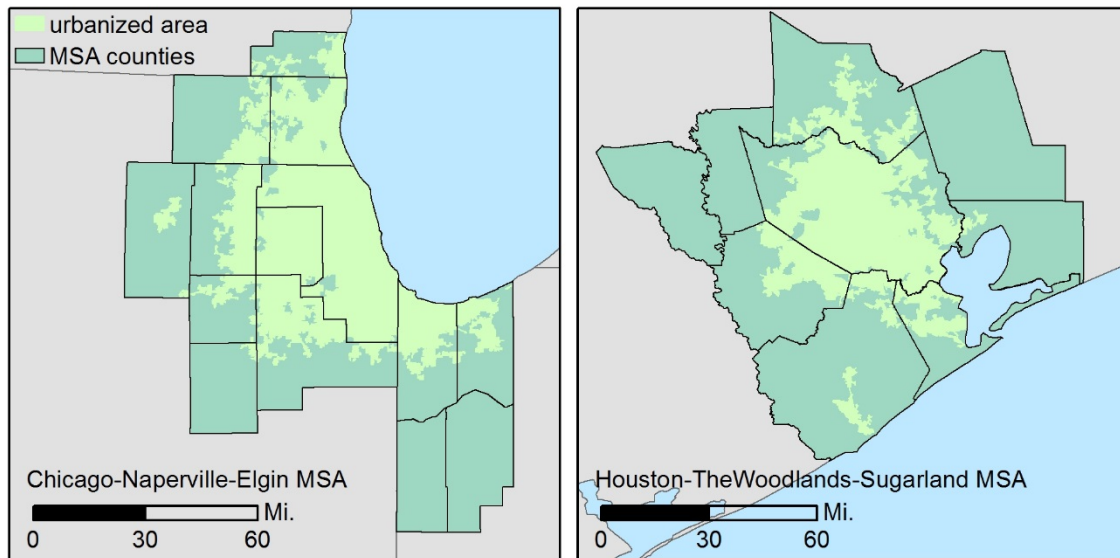 urbanized area
MSA counties
Chicago-Naperville-Elgin MSA
Mi.
0 30 60
Houston-TheWoodlands-Sugarland MSA
Mi.
0 30 60